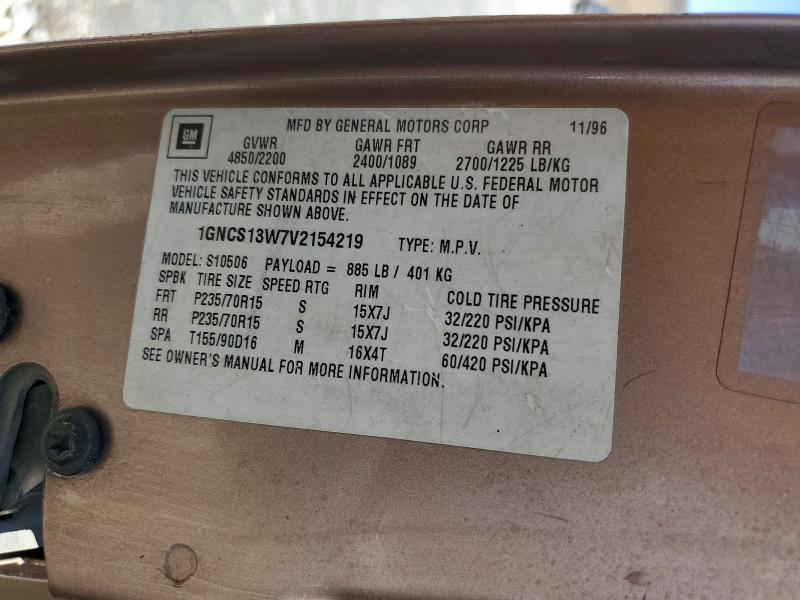 GM MFD BY GENERAL MOTORS CORP 11/96
GVWR GAWR FRT GAWR RR
4850/2200 2400/1089 2700/1225 LB/KG
THIS VEHICLE CONFORMS TO ALL APPLICABLE U.S. FEDERAL MOTOR
VEHICLE SAFETY STANDARDS IN EFFECT ON THE DATE OF
MANUFACTURE SHOWN ABOVE.
1GNCS13W7V2154219 TYPE: M.P.V.
MODEL: S10506 PAYLOAD = 885 LB / 401 KG
SPBK TIRE SIZE SPEED RTG RIM COLD TIRE PRESSURE
FRT P235/70R15 S 15X7J 32/220 PSI/KPA
RR P235/70R15 S 15X7J 32/220 PSI/KPA
SPA T155/90D16 M 16X4T 60/420 PSI/KPA
SEE OWNER'S MANUAL FOR MORE INFORMATION.